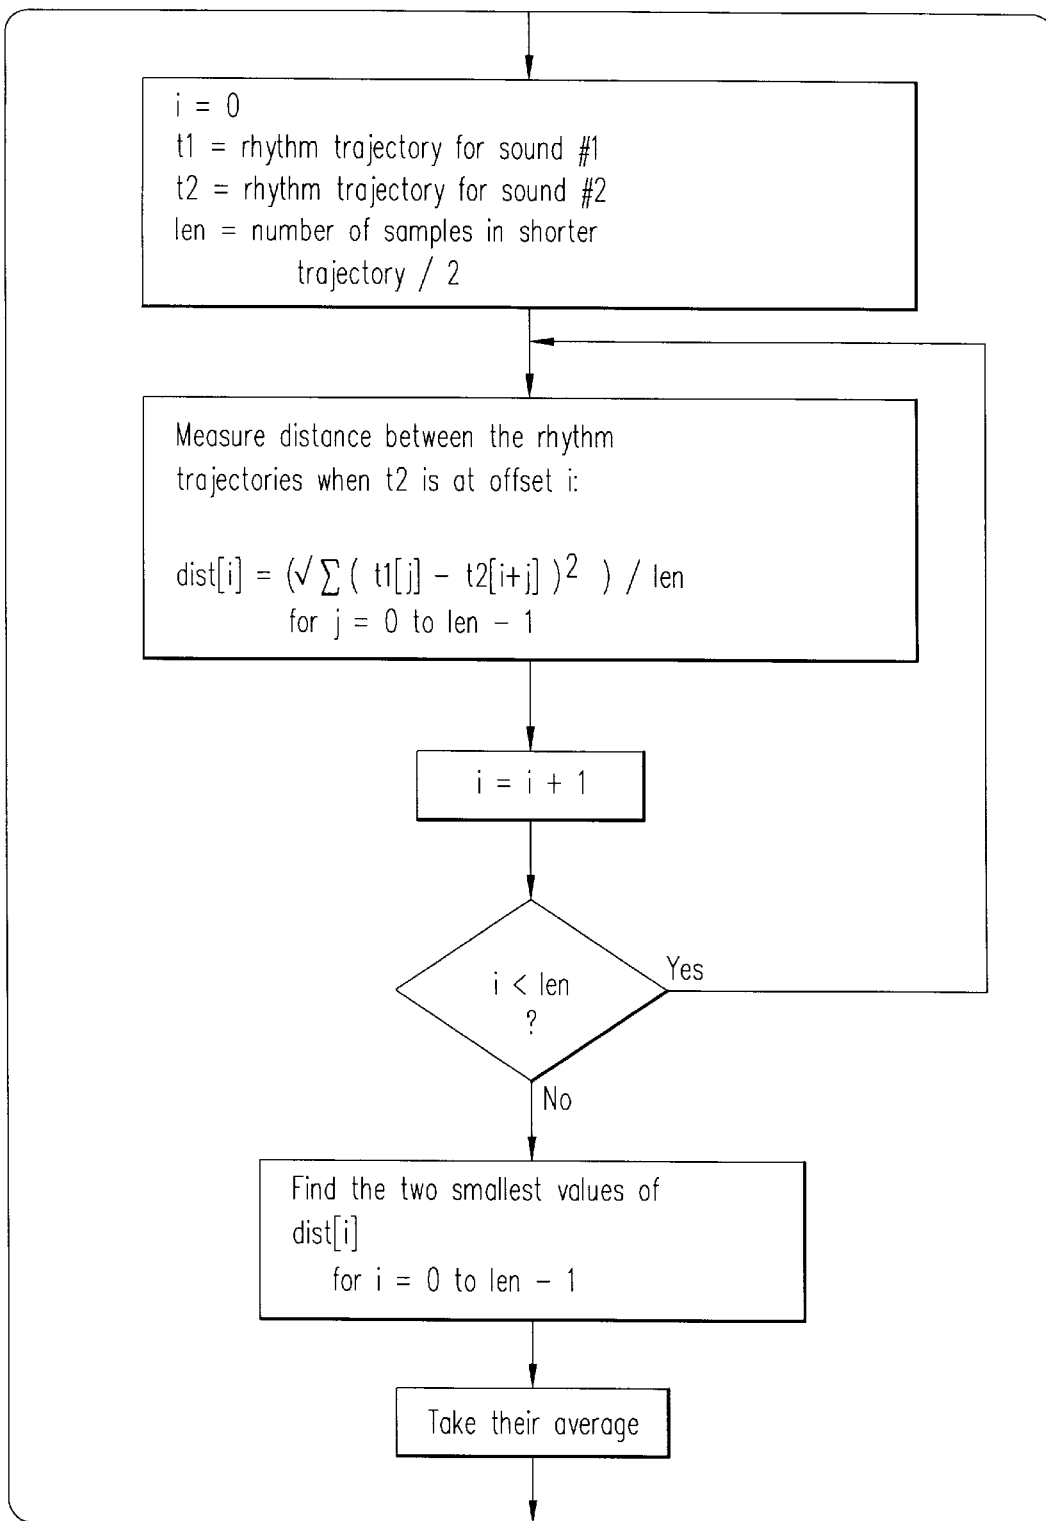 i = 0
t1 = rhythm trajectory for sound #1
t2 = rhythm trajectory for sound #2
len = number of samples in shorter
trajectory / 2
Measure distance between the rhythm
trajectories when t2 is at offset i:
dist[i] = (√ ∑ ( t1[j] - t2[i+j] )² ) / len
for j = 0 to len - 1
i = i + 1
i < len
?
Yes
No
Find the two smallest values of
dist[i]
for i = 0 to len - 1
Take their average